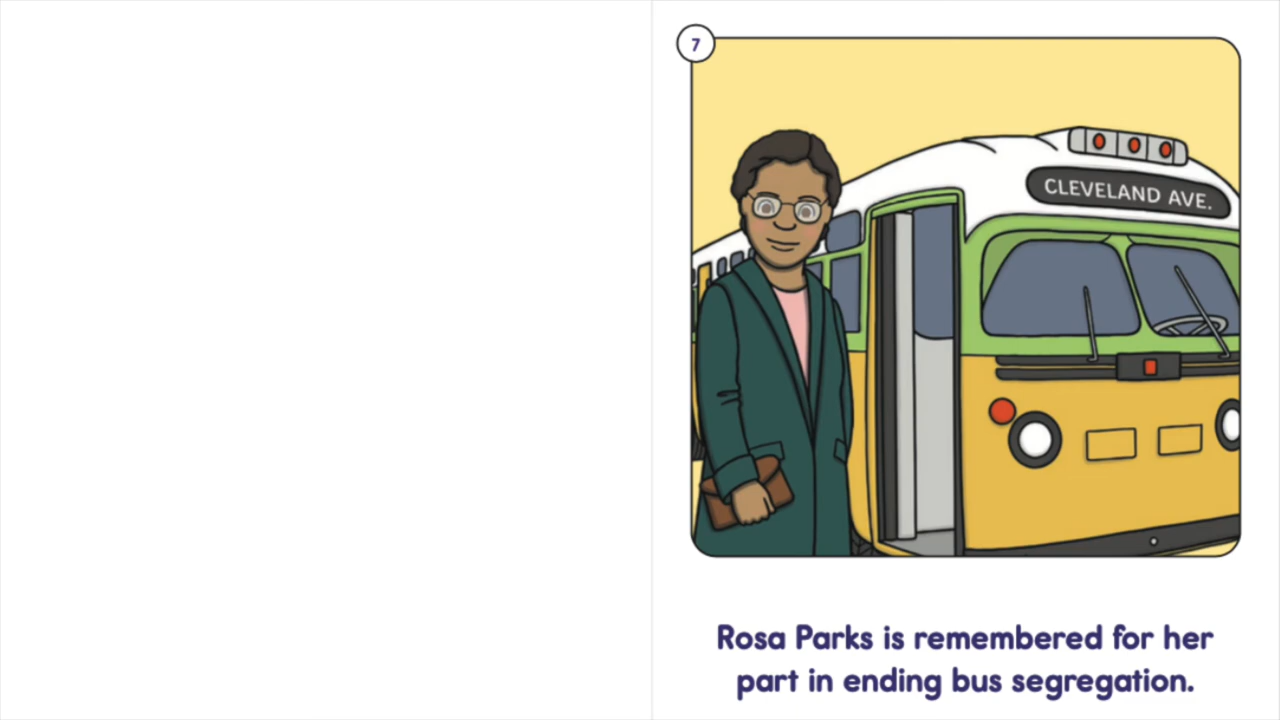 7
CLEVELAND AVE.
Rosa Parks is remembered for her
part in ending bus segregation.